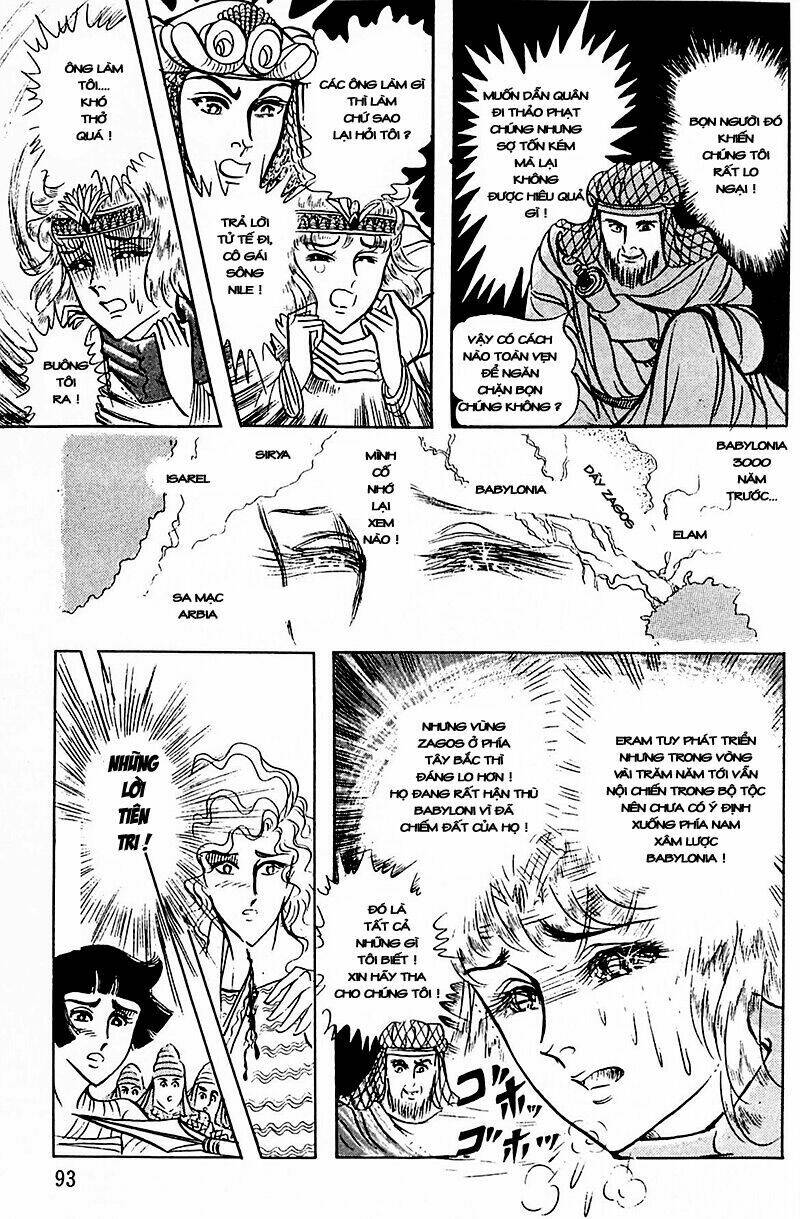 BỌN NGƯỜI ĐÓ
KHIẾN
CHÚNG TÔI
RẤT LO
NGẠI !
MUỐN DẪN QUÂN
ĐI THẢO PHẠT
CHÚNG NHƯNG
SỢ TỐN KÉM
MÀ LẠI
KHÔNG
ĐƯỢC HIÊU QUẢ
GÌ !
VẬY CÓ CÁCH
NÀO TOÀN VẸN
ĐỂ NGĂN
CHẶN BỌN
CHÚNG KHÔNG ?
CÁC ÔNG LÀM GÌ
THÌ LÀM
CHỨ SAO
LẠI HỎI TÔI ?
TRẢ LỜI
TỬ TẾ ĐI,
CÔ GÁI
SÔNG
NILE !
ÔNG LÀM
TÔI....
KHÓ
THỞ
QUÁ !
BUÔNG
TÔI
RA !
BABYLONIA
3000
NĂM
TRƯỚC...
ELAM
DÃY ZAGOS
BABYLONIA
MÌNH
CỐ
NHỚ
LẠI
XEM
NÀO !
SIRYA
ISAREL
SA MẠC
ARBIA
ERAM TUY PHÁT TRIỂN
NHƯNG TRONG VÒNG
VÀI TRĂM NĂM TỚI VẪN
NỘI CHIẾN TRONG BỘ TỘC
NÊN CHƯA CÓ Ý ĐỊNH
XUỐNG PHÍA NAM
XÂM LƯỢC
BABYLONIA !
NHƯNG VÙNG
ZAGOS Ở PHÍA
TÂY BẮC THÌ
ĐÁNG LO HƠN !
HỌ ĐANG RẤT HẬN THÙ
BABYLONI VÌ ĐÃ
CHIẾM ĐẤT CỦA HỌ !
ĐÓ LÀ
TẤT CẢ
NHỮNG GÌ
TÔI BIẾT !
XIN HÃY THA
CHO CHÚNG TÔI !
ゴホッ
ゴホッ
NHỮNG
LỜI
TIÊN
TRI !
93